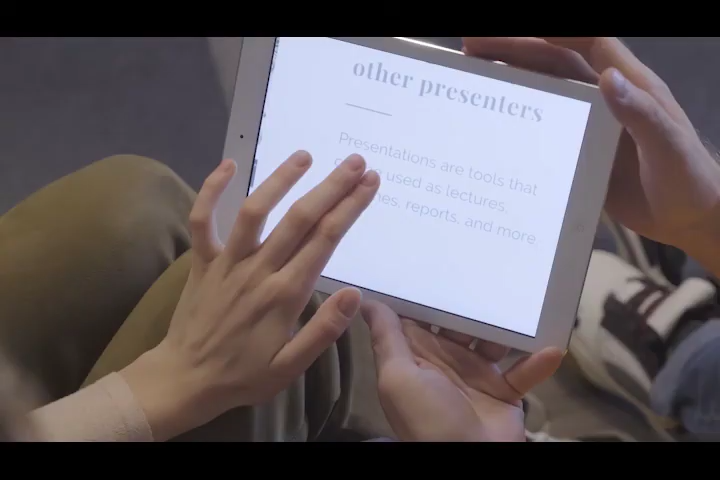 other presenters
Presentations are tools that
used as lectures,
reports, and more.